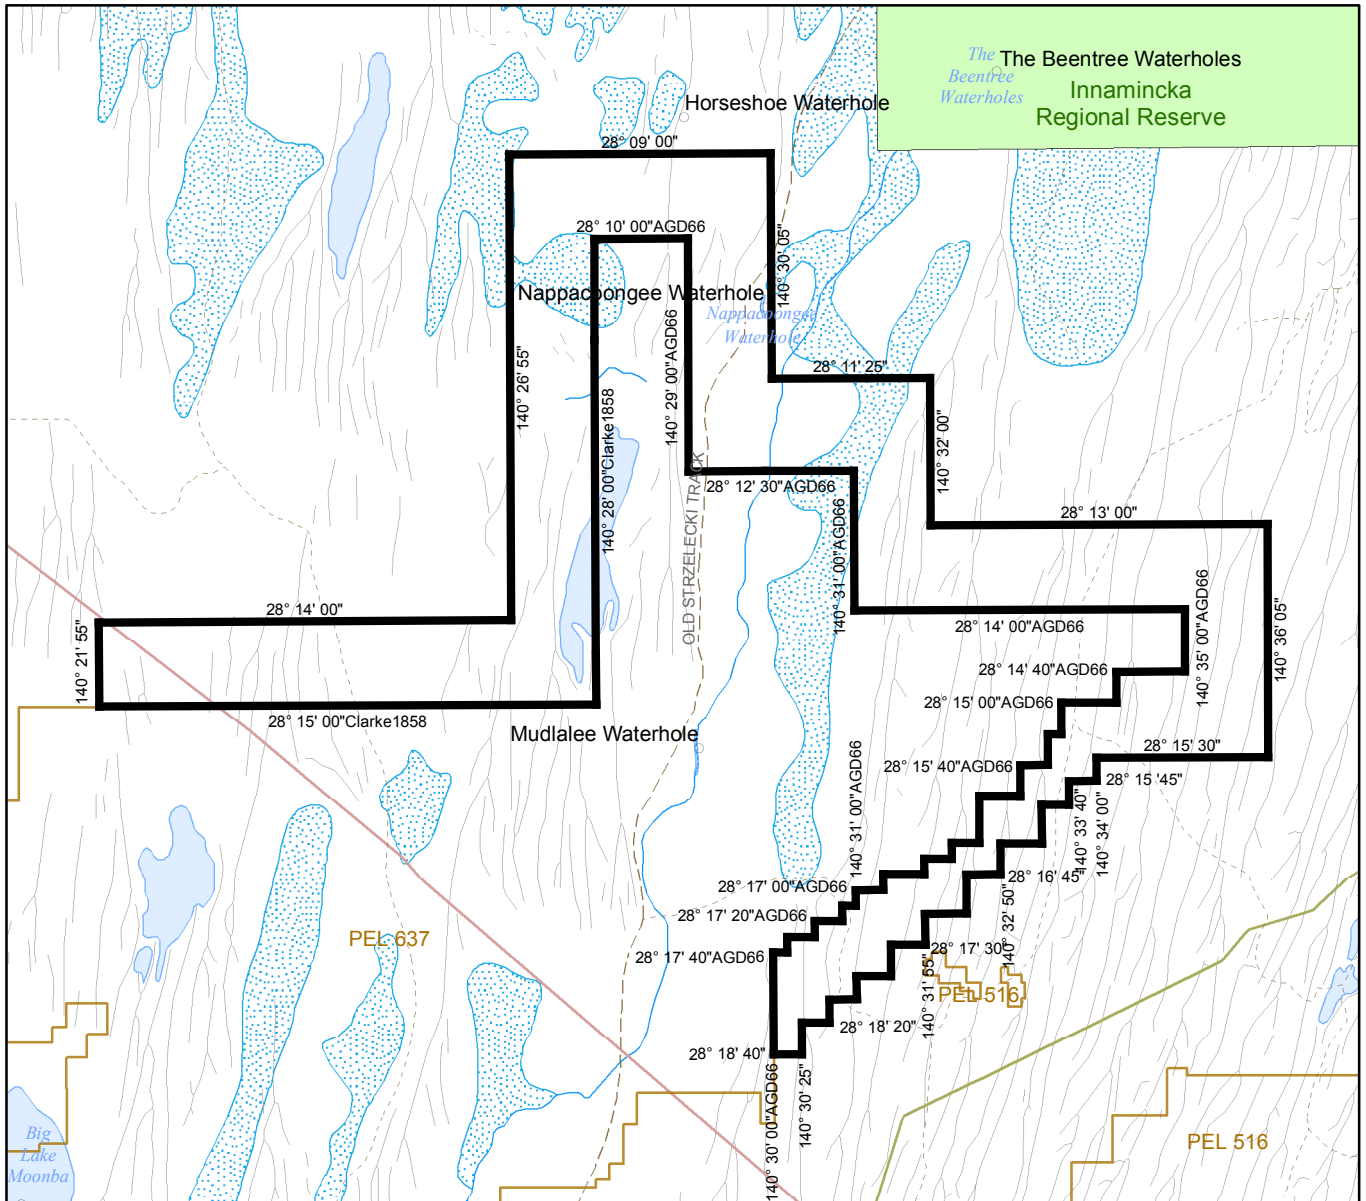 The
Beentree
Waterholes
The Beentree Waterholes
Innamincka
Regional Reserve
Horseshoe Waterhole
28° 09' 00"
28° 10' 00"AGD66
140° 30' 05"
Nappacoongee Waterhole
Nappacoongee
Waterhole
140° 26' 55"
140° 28' 00"Clarke1858
140° 29' 00"AGD66
28° 11' 25"
140° 32' 00"
28° 12' 30"AGD66
OLD STRZELECKI TRACK
28° 13' 00"
140° 31' 00"AGD66
28° 14' 00"
140° 21' 55"
28° 14' 00"AGD66
140° 35' 00"AGD66
140° 36' 05"
28° 14' 40"AGD66
28° 15' 00"AGD66
28° 15' 00"Clarke1858
Mudlalee Waterhole
28° 15' 30"
28° 15' 40"AGD66
28° 15 '45"
140° 31' 00"AGD66
140° 33' 40"
140° 34' 00"
28° 16' 45"
28° 17' 00"AGD66
28° 17' 20"AGD66
140° 32' 50"
PEL 637
28° 17' 30"
28° 17' 40"AGD66
140° 31' 55"
PEL 516
28° 18' 20"
28° 18' 40"
140° 30' 00"AGD66
140° 30' 25"
Big
Lake
Moonba
PEL 516